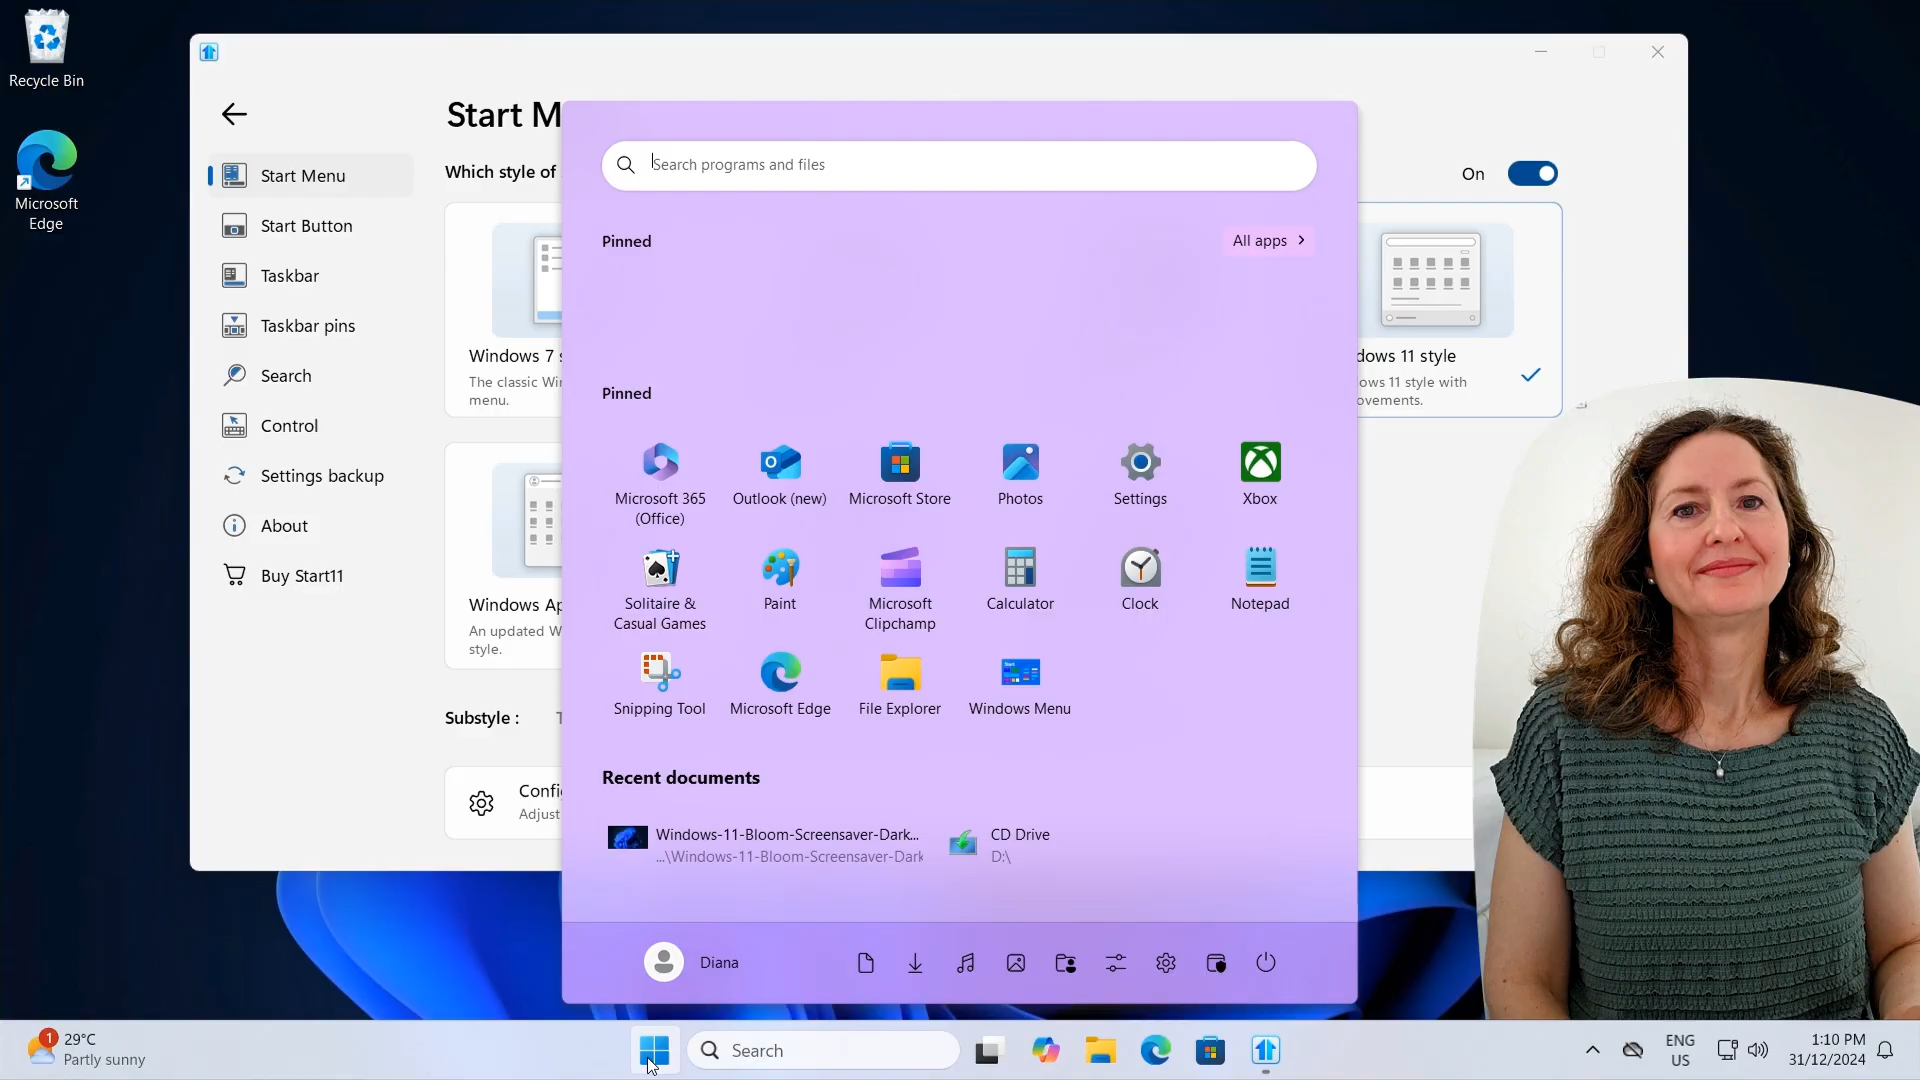 Recycle Bin
Microsoft
Edge
Start M
Which style of
On
Start Menu
Start Button
Taskbar
Taskbar pins
Search
Control
Settings backup
About
Buy Start11
Windows 7 s
The classic Wi
menu.
dows 11 style
ows 11 style with
ovements.
Windows Ap
An updated W
style.
Substyle :
Confi
Adjust
Search programs and files
Pinned
All apps
Pinned
Microsoft 365
(Office)
Outlook (new)
Microsoft Store
Photos
Settings
Xbox
Solitaire &
Casual Games
Paint
Microsoft
Clipchamp
Calculator
Clock
Notepad
Snipping Tool
Microsoft Edge
File Explorer
Windows Menu
Recent documents
Windows-11-Bloom-Screensaver-Dark...
...\Windows-11-Bloom-Screensaver-Dark
CD Drive
D:\
Diana
1
29°C
Partly sunny
Search
ENG
US
1:10 PM
31/12/2024